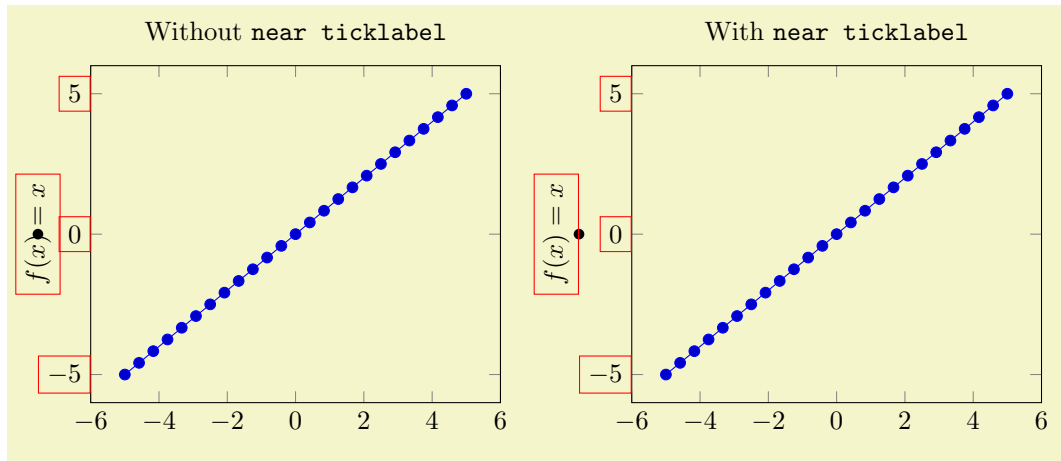 Without near ticklabel
5
0
−5
f(x) = x
−6 −4 −2 0 2 4 6
With near ticklabel
5
0
−5
f(x) = x
−6 −4 −2 0 2 4 6